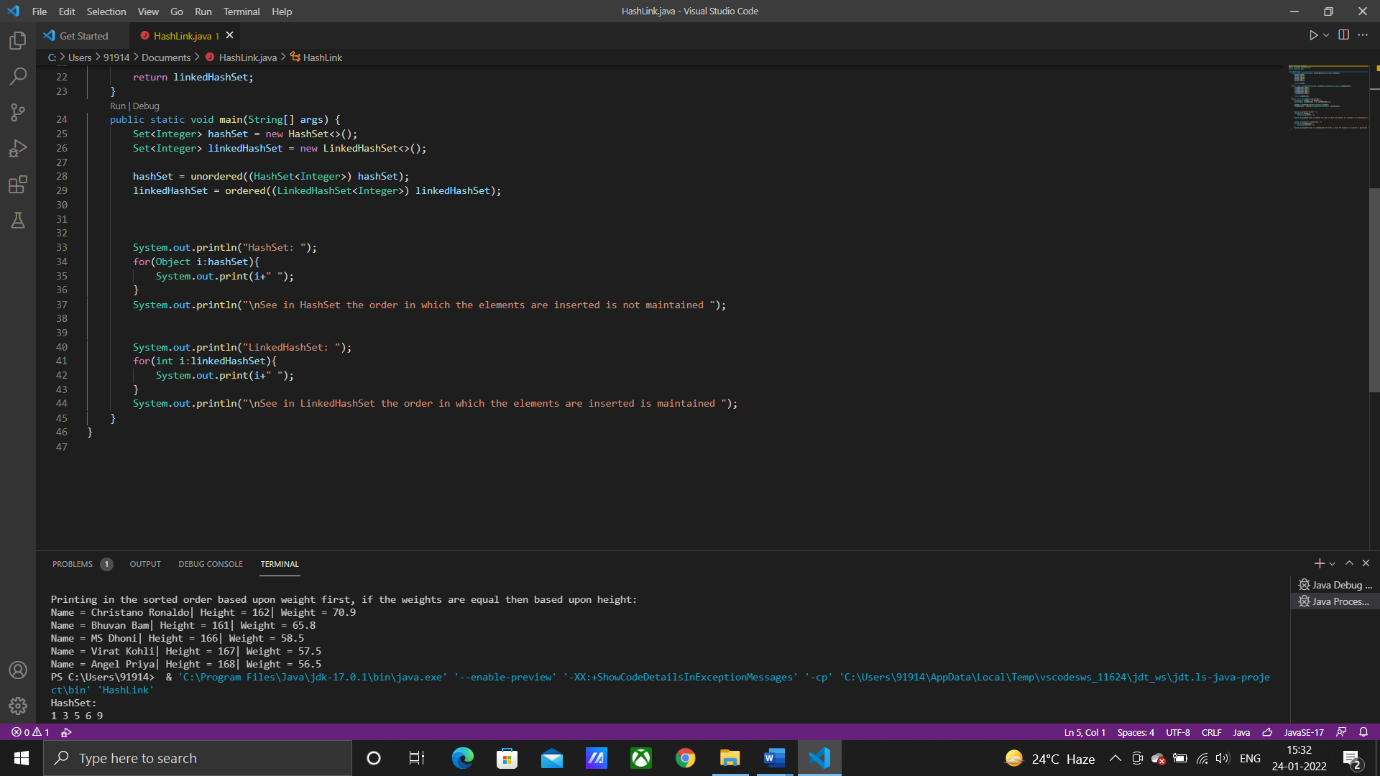 File Edit Selection View Go Run Terminal Help
HashLink.java - Visual Studio Code
Get Started
HashLink.java 1
C: > Users > 91914 > Documents > HashLink.java > HashLink
22 return linkedHashSet;
23 }
Run | Debug
24 public static void main(String[] args) {
25 Set<Integer> hashSet = new HashSet<>();
26 Set<Integer> linkedHashSet = new LinkedHashSet<>();
27
28 hashSet = unordered((HashSet<Integer>) hashSet);
29 linkedHashSet = ordered((LinkedHashSet<Integer>) linkedHashSet);
30
31
32
33 System.out.println("HashSet: ");
34 for(Object i:hashSet){
35 System.out.print(i+" ");
36 }
37 System.out.println("\nSee in HashSet the order in which the elements are inserted is not maintained ");
38
39
40 System.out.println("LinkedHashSet: ");
41 for(int i:linkedHashSet){
42 System.out.print(i+" ");
43 }
44 System.out.println("\nSee in LinkedHashSet the order in which the elements are inserted is maintained ");
45 }
46 }
47
PROBLEMS 1 OUTPUT DEBUG CONSOLE TERMINAL
Java Debug ...
Java Proces...
Printing in the sorted order based upon weight first, if the weights are equal then based upon height:
Name = Christano Ronaldo| Height = 162| Weight = 70.9
Name = Bhuvan Bam| Height = 161| Weight = 65.8
Name = MS Dhoni| Height = 166| Weight = 58.5
Name = Virat Kohli| Height = 167| Weight = 57.5
Name = Angel Priya| Height = 168| Weight = 56.5
PS C:\Users\91914>  & 'C:\Program Files\Java\jdk-17.0.1\bin\java.exe' '--enable-preview' '-XX:+ShowCodeDetailsInExceptionMessages' '-cp' 'C:\Users\91914\AppData\Local\Temp\vscodesws_11624\jdt_ws\jdt.ls-java-proje
ct\bin' 'HashLink'
HashSet:
1 3 5 6 9
0 1 Ln 5, Col 1 Spaces: 4 UTF-8 CRLF Java JavaSE-17
Type here to search
24°C Haze
ENG
15:32
24-01-2022
2